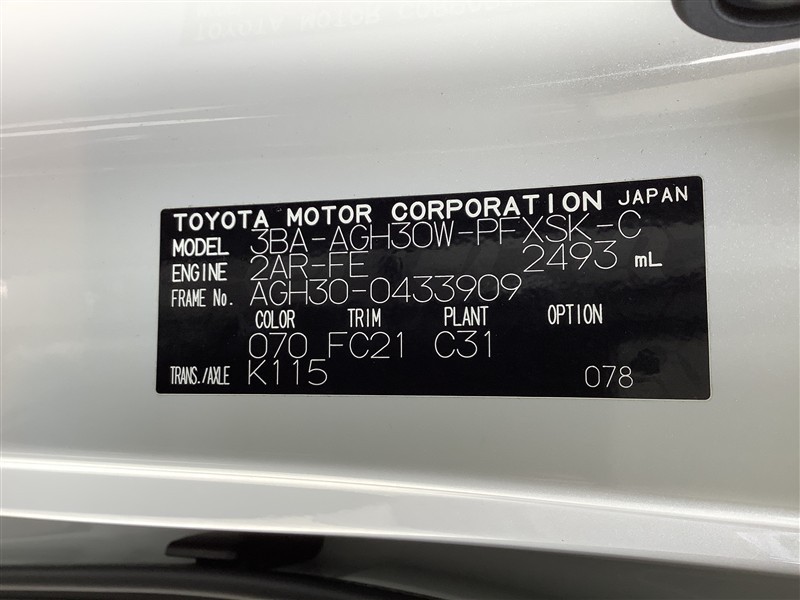 TOYOTA MOTOR CORPORATION JAPAN
MODEL 3BA-AGH30W-PFXSK-C
ENGINE 2AR-FE 2493 mL
FRAME No. AGH30-0433909
COLOR TRIM PLANT OPTION
070 FC21 C31
TRANS./AXLE K115 078